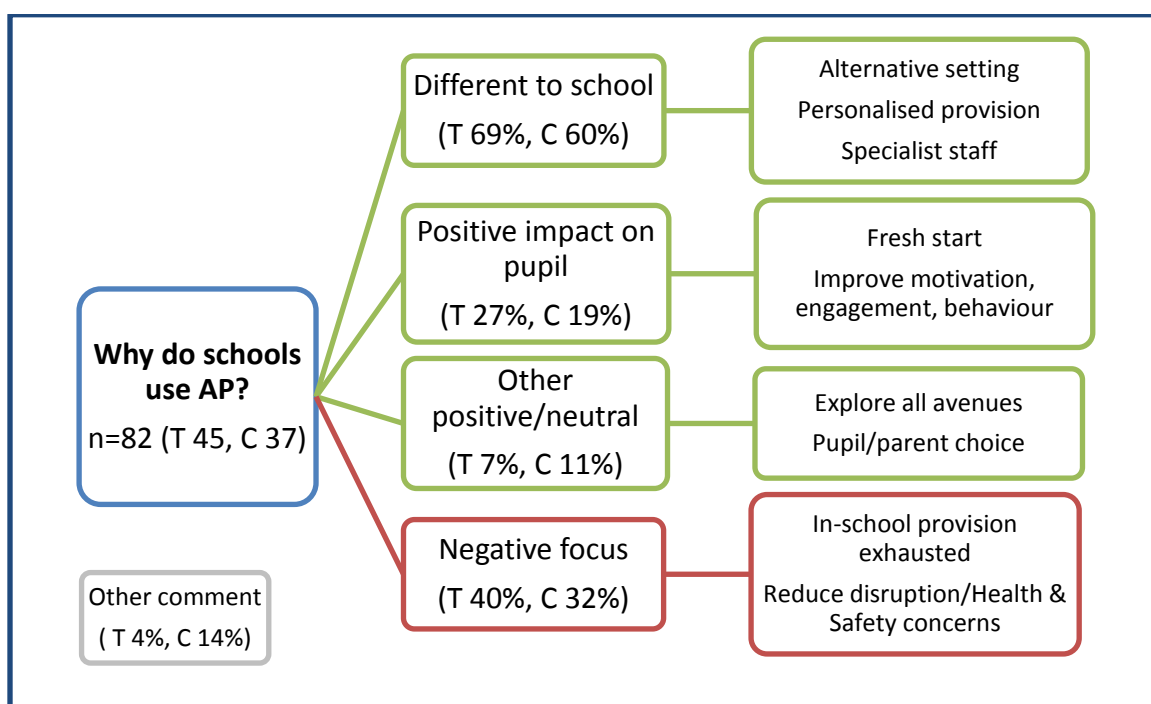 Why do schools
use AP?
n=82 (T 45, C 37)
Different to school
(T 69%, C 60%)
Alternative setting
Personalised provision
Specialist staff
Positive impact on
pupil
(T 27%, C 19%)
Fresh start
Improve motivation,
engagement, behaviour
Other
positive/neutral
(T 7%, C 11%)
Explore all avenues
Pupil/parent choice
Negative focus
(T 40%, C 32%)
In-school provision
exhausted
Reduce disruption/Health &
Safety concerns
Other comment
( T 4%, C 14%)